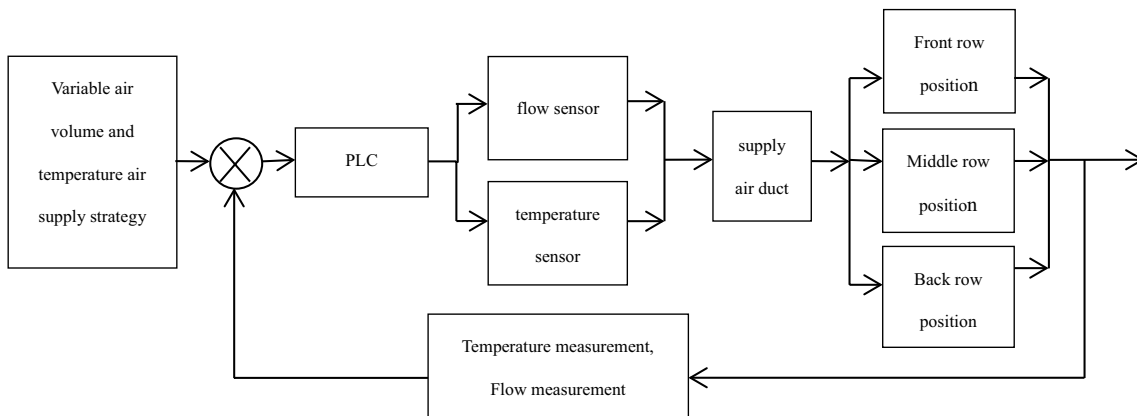 Variable air
volume and
temperature air
supply strategy
PLC
flow sensor
temperature
sensor
supply
air duct
Front row
position
Middle row
position
Back row
position
Temperature measurement,
Flow measurement